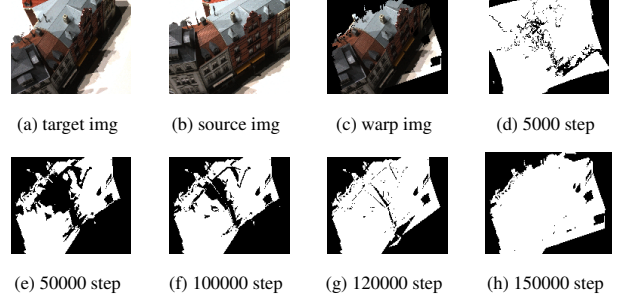 (a) target img (b) source img (c) warp img (d) 5000 step
(e) 50000 step (f) 100000 step (g) 120000 step (h) 150000 step